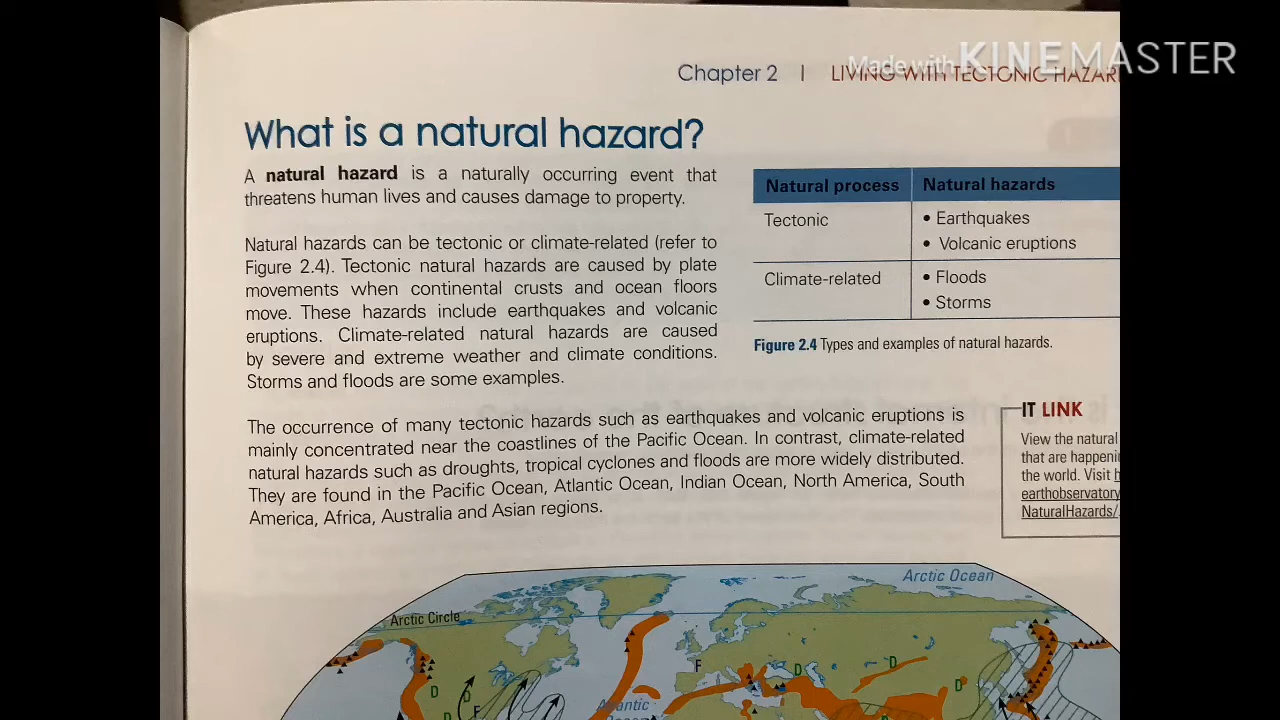 Made with KINEMASTER
Chapter 2 | LIVING WITH TECTONIC HAZAR
What is a natural hazard?
A natural hazard is a naturally occurring event that
threatens human lives and causes damage to property.
Natural hazards can be tectonic or climate-related (refer to
Figure 2.4). Tectonic natural hazards are caused by plate
movements when continental crusts and ocean floors
move. These hazards include earthquakes and volcanic
eruptions. Climate-related natural hazards are caused
by severe and extreme weather and climate conditions.
Storms and floods are some examples.
Natural process Natural hazards
Tectonic • Earthquakes
• Volcanic eruptions
Climate-related • Floods
• Storms
Figure 2.4 Types and examples of natural hazards.
The occurrence of many tectonic hazards such as earthquakes and volcanic eruptions is
mainly concentrated near the coastlines of the Pacific Ocean. In contrast, climate-related
natural hazards such as droughts, tropical cyclones and floods are more widely distributed.
They are found in the Pacific Ocean, Atlantic Ocean, Indian Ocean, North America, South
America, Africa, Australia and Asian regions.
IT LINK
View the natural
that are happeni
the world. Visit h
earthobservatory
NaturalHazards/
Arctic Ocean
Arctic Circle
F
D
D
D
D
D
F
D
Atlantic